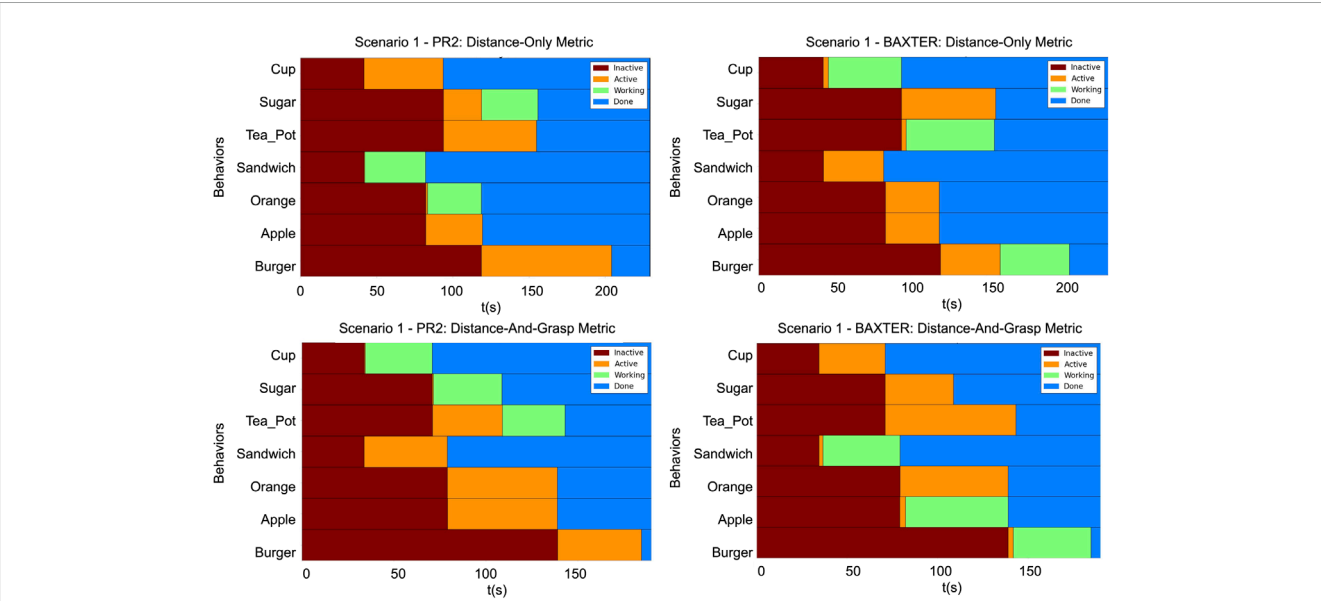 Scenario 1 - PR2: Distance-Only Metric
Inactive
Active
Working
Done
Cup
Sugar
Tea_Pot
Sandwich
Orange
Apple
Burger
Behaviors
0 50 100 150 200
t(s)
Scenario 1 - BAXTER: Distance-Only Metric
Inactive
Active
Working
Done
Cup
Sugar
Tea_Pot
Sandwich
Orange
Apple
Burger
Behaviors
0 50 100 150 200
t(s)
Scenario 1 - PR2: Distance-And-Grasp Metric
Inactive
Active
Working
Done
Cup
Sugar
Tea_Pot
Sandwich
Orange
Apple
Burger
Behaviors
0 50 100 150
t(s)
Scenario 1 - BAXTER: Distance-And-Grasp Metric
Inactive
Active
Working
Done
Cup
Sugar
Tea_Pot
Sandwich
Orange
Apple
Burger
Behaviors
0 50 100 150
t(s)